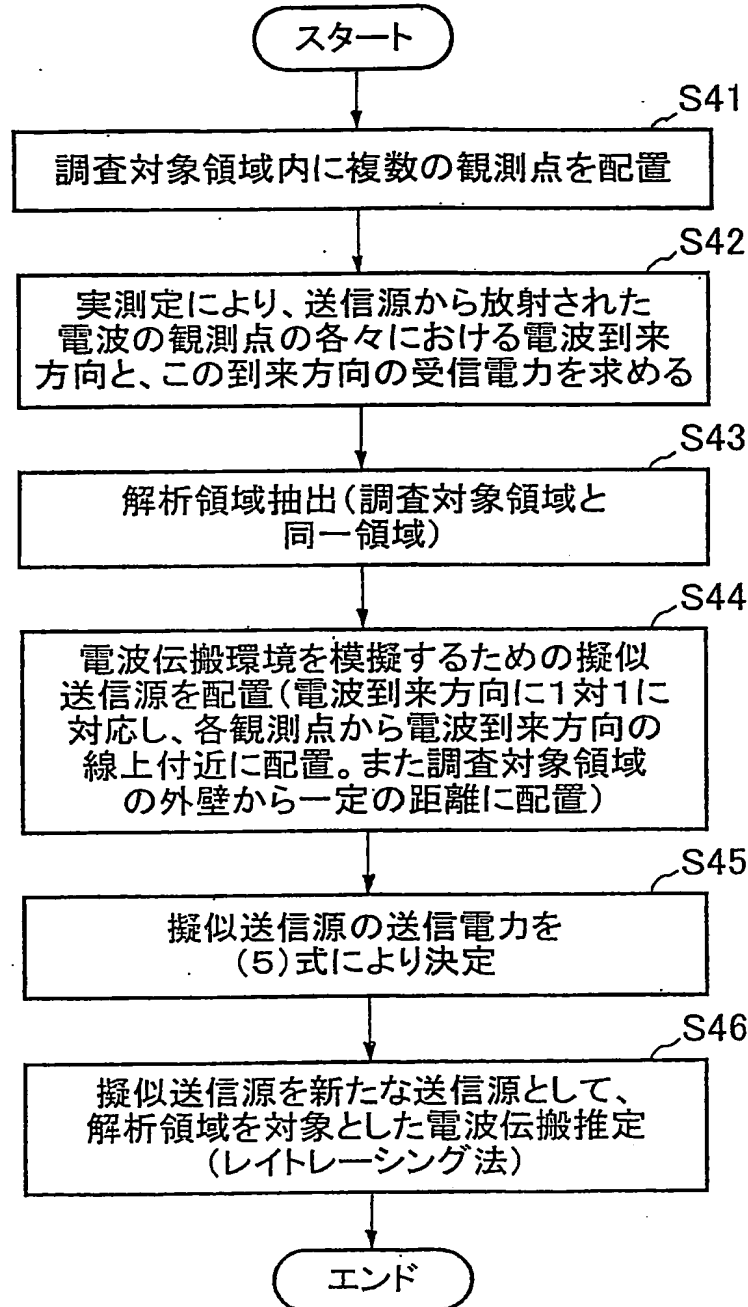 スタート
S41
調査対象領域内に複数の観測点を配置
S42
実測定により、送信源から放射された
電波の観測点の各々における電波到来
方向と、この到来方向の受信電力を求める
S43
解析領域抽出(調査対象領域と
同一領域)
S44
電波伝搬環境を模擬するための擬似
送信源を配置(電波到来方向に1対1に
対応し、各観測点から電波到来方向の
線上付近に配置。また調査対象領域
の外壁から一定の距離に配置)
S45
擬似送信源の送信電力を
(5)式により決定
S46
擬似送信源を新たな送信源として、
解析領域を対象とした電波伝搬推定
(レイトレーシング法)
エンド